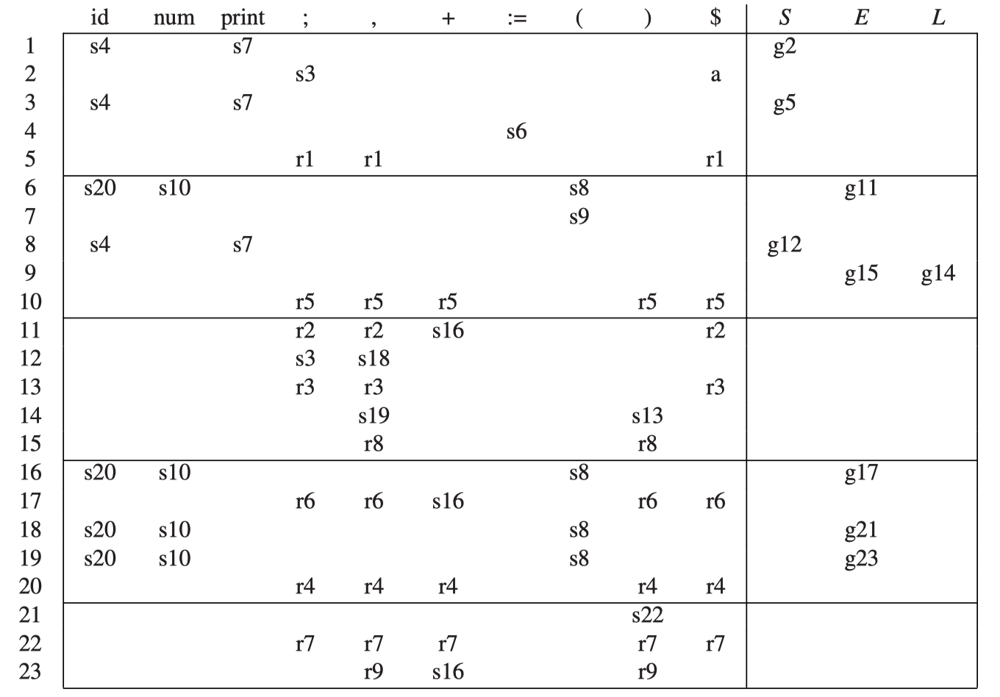 id num print ; , + := ( ) $ S E L
1 s4 s7 g2
2 s3 a
3 s4 s7 g5
4 s6
5 r1 r1 r1
6 s20 s10 s8 g11
7 s9
8 s4 s7 g12
9 g15 g14
10 r5 r5 r5 r5 r5
11 r2 r2 s16 r2
12 s3 s18
13 r3 r3 r3
14 s19 s13
15 r8 r8
16 s20 s10 s8 g17
17 r6 r6 s16 r6 r6
18 s20 s10 s8 g21
19 s20 s10 s8 g23
20 r4 r4 r4 r4 r4
21 s22
22 r7 r7 r7 r7 r7
23 r9 s16 r9